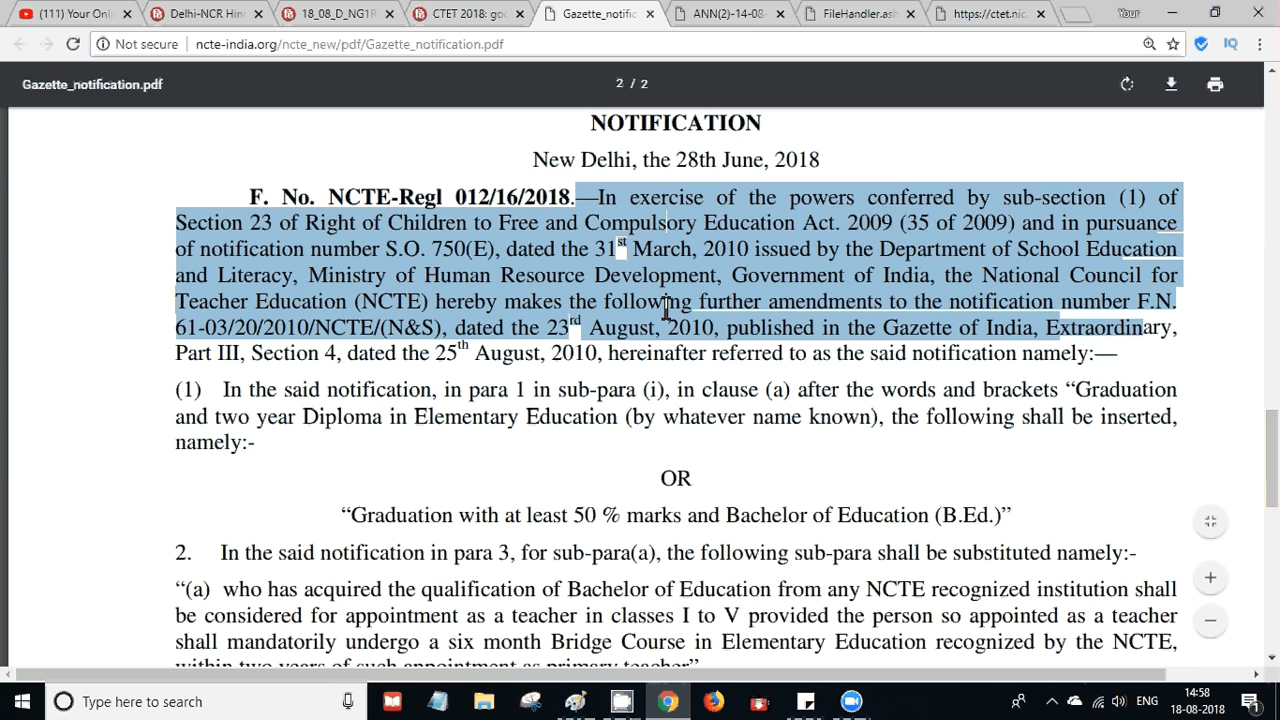 (111) Your Onli
Delhi-NCR Hin
18_08_D_NG1R
CTET 2018: go
Gazette_notific
ANN(2)-14-08-
FileHandler.as
https://ctet.nic
Your
Not secure
ncte-india.org/ncte_new/pdf/Gazette_notification.pdf
Gazette_notification.pdf
2 / 2
NOTIFICATION
New Delhi, the 28th June, 2018
F. No. NCTE-Regl 012/16/2018.—In exercise of the powers conferred by sub-section (1) of
Section 23 of Right of Children to Free and Compulsory Education Act. 2009 (35 of 2009) and in pursuance
of notification number S.O. 750(E), dated the 31st March, 2010 issued by the Department of School Education
and Literacy, Ministry of Human Resource Development, Government of India, the National Council for
Teacher Education (NCTE) hereby makes the following further amendments to the notification number F.N.
61-03/20/2010/NCTE/(N&S), dated the 23rd August, 2010, published in the Gazette of India, Extraordinary,
Part III, Section 4, dated the 25th August, 2010, hereinafter referred to as the said notification namely:—
(1) In the said notification, in para 1 in sub-para (i), in clause (a) after the words and brackets “Graduation
and two year Diploma in Elementary Education (by whatever name known), the following shall be inserted,
namely:-
OR
“Graduation with at least 50 % marks and Bachelor of Education (B.Ed.)”
2. In the said notification in para 3, for sub-para(a), the following sub-para shall be substituted namely:-
“(a) who has acquired the qualification of Bachelor of Education from any NCTE recognized institution shall
be considered for appointment as a teacher in classes I to V provided the person so appointed as a teacher
shall mandatorily undergo a six month Bridge Course in Elementary Education recognized by the NCTE,
within two years of such appointment as primary teacher”
Type here to search
ENG
14:58
18-08-2018